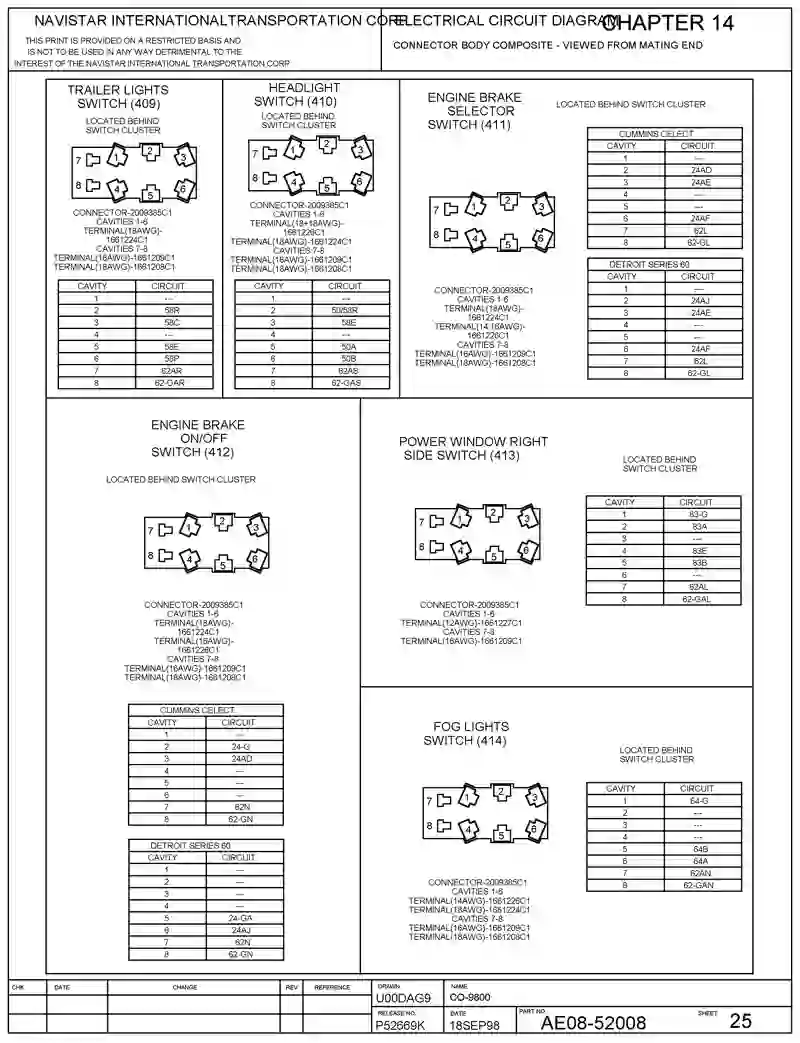 NAVISTAR INTERNATIONALTRANSPORTATION CORP
ELECTRICAL CIRCUIT DIAGRAM
CHAPTER 14
THIS PRINT IS PROVIDED ON A RESTRICTED BASIS AND
IS NOT TO BE USED IN ANY WAY DETRIMENTAL TO THE
INTEREST OF THE NAVISTAR INTERNATIONAL TRANSPORTATION CORP
CONNECTOR BODY COMPOSITE - VIEWED FROM MATING END
TRAILER LIGHTS
SWITCH (409)
LOCATED BEHIND
SWITCH CLUSTER
7 1 2 3
8 4 5 6
CONNECTOR-2009385C1
CAVITIES 1-6
TERMINAL(18AWG)-
1661224C1
CAVITIES 7-8
TERMINAL(16AWG)-1661209C1
TERMINAL(18AWG)-1661208C1
CAVITY CIRCUIT
1 ---
2 58R
3 58C
4 ---
5 58E
6 58P
7 62AR
8 62-GAR
HEADLIGHT
SWITCH (410)
LOCATED BEHIND
SWITCH CLUSTER
7 1 2 3
8 4 5 6
CONNECTOR-2009385C1
CAVITIES 1-6
TERMINAL(18+18AWG)-
1661226C1
TERMINAL(18AWG)-1661224C1
CAVITIES 7-8
TERMINAL(16AWG)-1661209C1
TERMINAL(18AWG)-1661208C1
CAVITY CIRCUIT
1 ---
2 50/58R
3 58E
4 ---
5 50A
6 50B
7 62AS
8 62-GAS
ENGINE BRAKE
SELECTOR
SWITCH (411)
LOCATED BEHIND SWITCH CLUSTER
7 1 2 3
8 4 5 6
CONNECTOR-2009385C1
CAVITIES 1-6
TERMINAL(18AWG)-
1661224C1
TERMINAL(14 16AWG)-
1661226C1
CAVITIES 7-8
TERMINAL(16AWG)-1661209C1
TERMINAL(18AWG)-1661208C1
CUMMINS CELECT
CAVITY CIRCUIT
1 ---
2 24AD
3 24AE
4 ---
5 ---
6 24AF
7 62L
8 62-GL
DETROIT SERIES 60
CAVITY CIRCUIT
1 ---
2 24AJ
3 24AE
4 ---
5 ---
6 24AF
7 62L
8 62-GL
ENGINE BRAKE
ON/OFF
SWITCH (412)
LOCATED BEHIND SWITCH CLUSTER
7 1 2 3
8 4 5 6
CONNECTOR-2009385C1
CAVITIES 1-6
TERMINAL(18AWG)-
1661224C1
TERMINAL(16AWG)-
1661226C1
CAVITIES 7-8
TERMINAL(16AWG)-1661209C1
TERMINAL(18AWG)-1661208C1
CUMMINS CELECT
CAVITY CIRCUIT
1 ---
2 24-G
3 24AD
4 ---
5 ---
6 ---
7 62N
8 62-GN
DETROIT SERIES 60
CAVITY CIRCUIT
1 ---
2 ---
3 ---
4 ---
5 24-GA
6 24AJ
7 62N
8 62-GN
POWER WINDOW RIGHT
SIDE SWITCH (413)
LOCATED BEHIND
SWITCH CLUSTER
7 1 2 3
8 4 5 6
CONNECTOR-2009385C1
CAVITIES 1-6
TERMINAL(12AWG)-1661227C1
CAVITIES 7-8
TERMINAL(16AWG)-1661209C1
CAVITY CIRCUIT
1 83-G
2 83A
3 ---
4 83E
5 83B
6 ---
7 62AL
8 62-GAL
FOG LIGHTS
SWITCH (414)
LOCATED BEHIND
SWITCH CLUSTER
7 1 2 3
8 4 5 6
CONNECTOR-2009385C1
CAVITIES 1-6
TERMINAL(14AWG)-1661226C1
TERMINAL(18AWG)-1661224C1
CAVITIES 7-8
TERMINAL(16AWG)-1661209C1
TERMINAL(18AWG)-1661208C1
CAVITY CIRCUIT
1 64-G
2 ---
3 ---
4 ---
5 64B
6 64A
7 62AN
8 62-GAN
CHK DATE CHANGE REV REFERENCE
DRAWN
U00DAG9
NAME
CO-9800
RELEASE NO.
P52669K
DATE
18SEP98
PART NO.
AE08-52008
SHEET 25